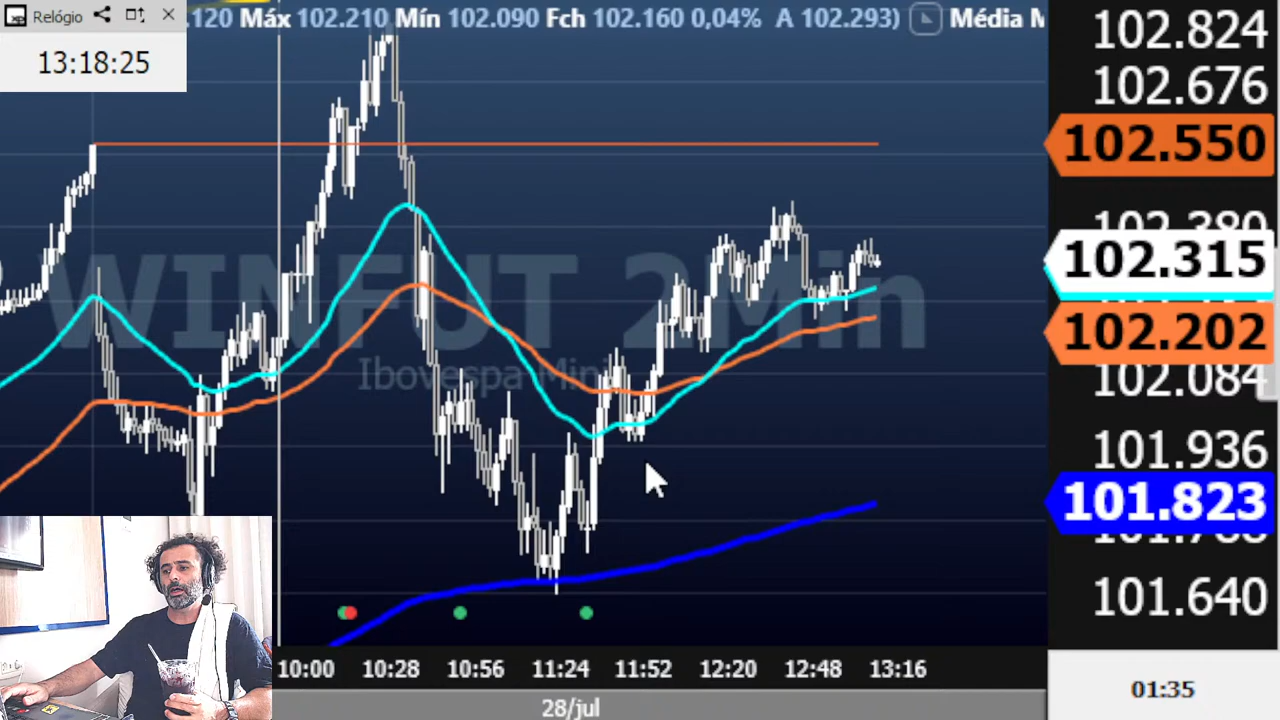 Relógio
13:18:25
.120 Máx 102.210 Mín 102.090 Fch 102.160 0,04% A 102.293)
Média M
102.824
102.676
102.550
102.380
102.315
102.202
102.084
101.936
101.823
101.640
WINFUT 2Min
Ibovespa Mini
10:00 10:28 10:56 11:24 11:52 12:20 12:48 13:16
28/jul
01:35